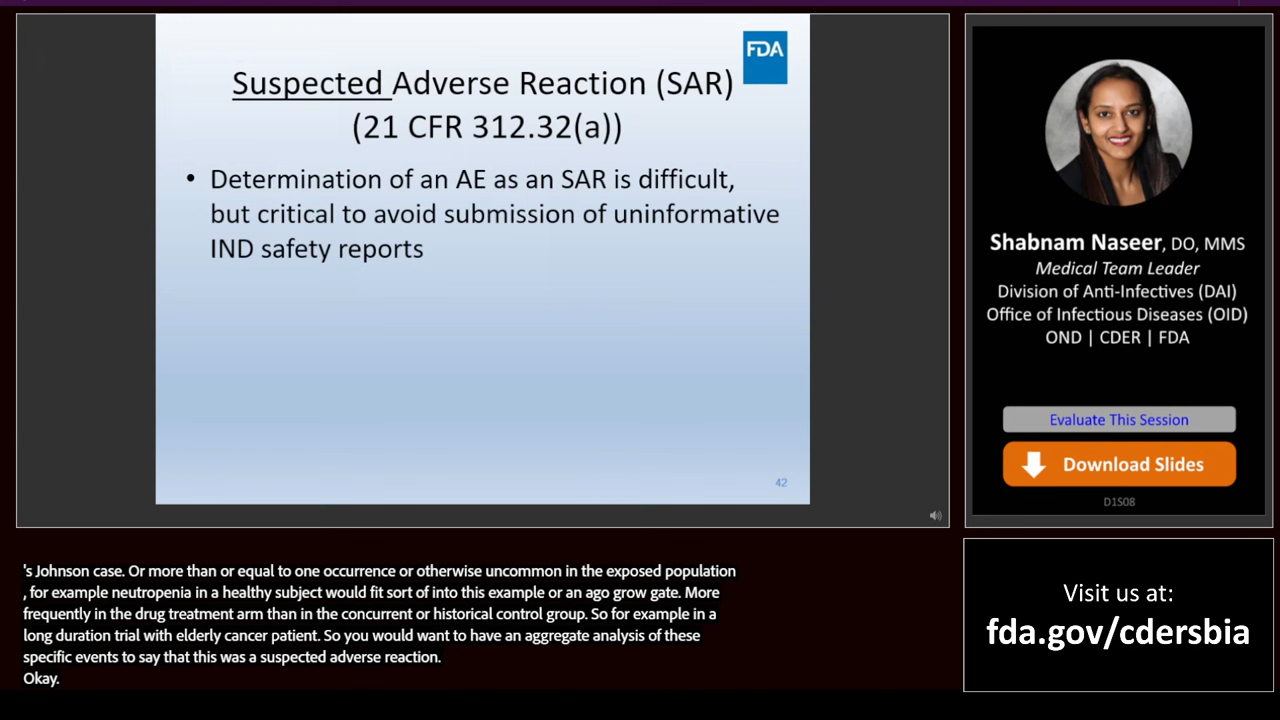 FDA
Suspected Adverse Reaction (SAR)
(21 CFR 312.32(a))
• Determination of an AE as an SAR is difficult,
but critical to avoid submission of uninformative
IND safety reports
42
Shabnam Naseer, DO, MMS
Medical Team Leader
Division of Anti-Infectives (DAI)
Office of Infectious Diseases (OID)
OND | CDER | FDA
Evaluate This Session
Download Slides
D1S08
's Johnson case. Or more than or equal to one occurrence or otherwise uncommon in the exposed population
, for example neutropenia in a healthy subject would fit sort of into this example or an ago grow gate. More
frequently in the drug treatment arm than in the concurrent or historical control group. So for example in a
long duration trial with elderly cancer patient. So you would want to have an aggregate analysis of these
specific events to say that this was a suspected adverse reaction.
Okay.
Visit us at:
fda.gov/cdersbia